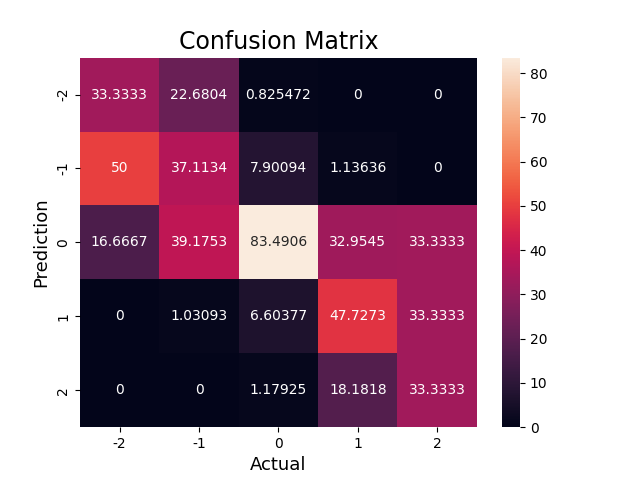 Confusion Matrix
-2 33.3333 22.6804 0.825472 0 0
-1 50 37.1134 7.90094 1.13636 0
0 16.6667 39.1753 83.4906 32.9545 33.3333
1 0 1.03093 6.60377 47.7273 33.3333
2 0 0 1.17925 18.1818 33.3333
-2 -1 0 1 2
Prediction
Actual
80
70
60
50
40
30
20
10
0